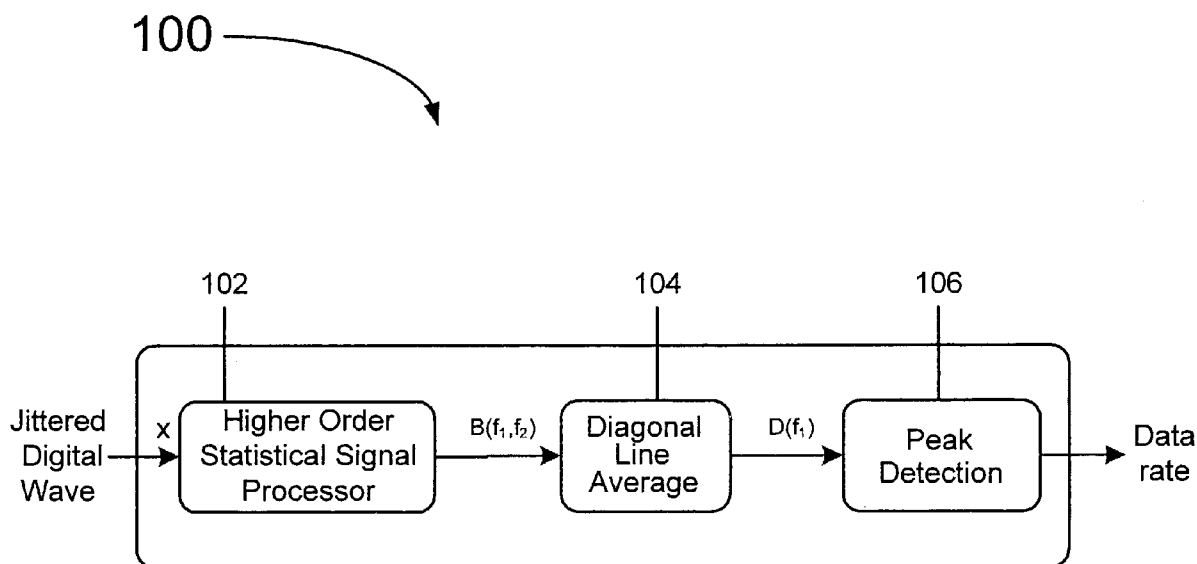 100
102
104
106
Jittered
Digital
Wave
x
Higher Order
Statistical Signal
Processor
B(f₁,f₂)
Diagonal
Line
Average
D(f₁)
Peak
Detection
Data
rate